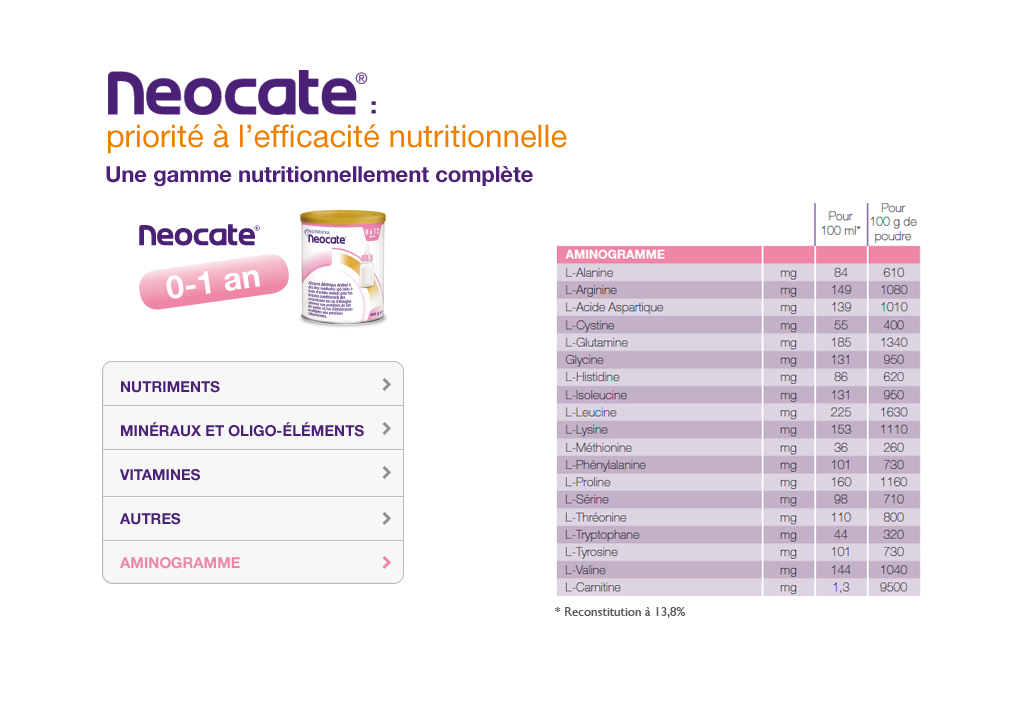 neocate® :
priorité à l'efficacité nutritionnelle
Une gamme nutritionnellement complète
neocate®
0-1 an
NUTRICIA
neocate
NUTRIMENTS
MINÉRAUX ET OLIGO-ÉLÉMENTS
VITAMINES
AUTRES
AMINOGRAMME
Pour 100 ml* Pour 100 g de poudre
AMINOGRAMME
L-Alanine mg 84 610
L-Arginine mg 149 1080
L-Acide Aspartique mg 139 1010
L-Cystine mg 55 400
L-Glutamine mg 185 1340
Glycine mg 131 950
L-Histidine mg 86 620
L-Isoleucine mg 131 950
L-Leucine mg 225 1630
L-Lysine mg 153 1110
L-Méthionine mg 36 260
L-Phénylalanine mg 101 730
L-Proline mg 160 1160
L-Sérine mg 98 710
L-Thréonine mg 110 800
L-Tryptophane mg 44 320
L-Tyrosine mg 101 730
L-Valine mg 144 1040
L-Carnitine mg 1,3 9500
* Reconstitution à 13,8%